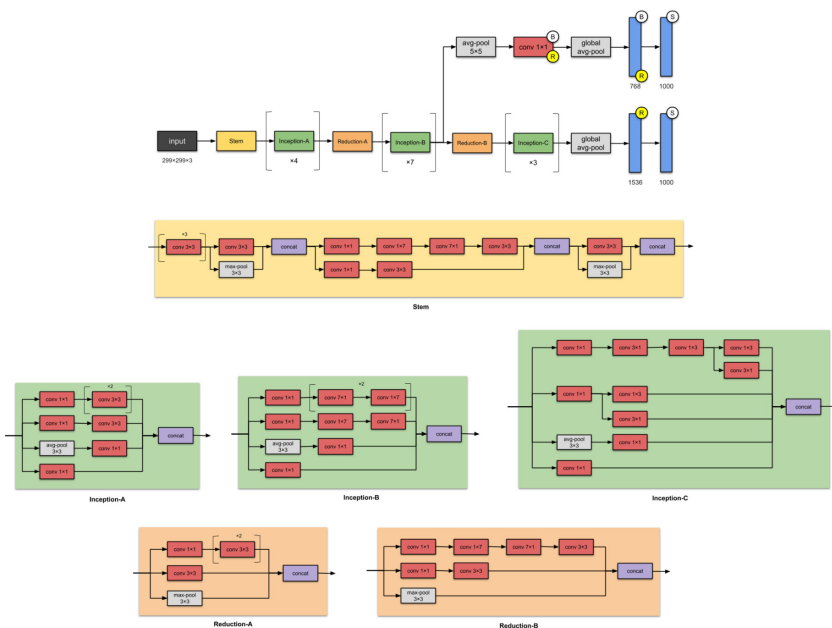 avg-pool
5×5
conv 1×1
B
R
global
avg-pool
B
R
768
S
1000
input
299×299×3
Stem
Inception-A
×4
Reduction-A
Inception-B
×7
Reduction-B
Inception-C
×3
global
avg-pool
R
1536
S
1000
×3
conv 3×3
conv 3×3
max-pool
3×3
concat
conv 1×1
conv 1×7
conv 7×1
conv 3×3
conv 1×1
conv 3×3
concat
conv 3×3
max-pool
3×3
concat
Stem
conv 1×1
×2
conv 3×3
conv 1×1
conv 3×3
avg-pool
3×3
conv 1×1
conv 1×1
concat
Inception-A
conv 1×1
×2
conv 7×1
conv 1×7
conv 1×1
conv 1×7
conv 7×1
avg-pool
3×3
conv 1×1
conv 1×1
concat
Inception-B
conv 1×1
conv 3×1
conv 1×3
conv 1×3
conv 3×1
conv 1×1
conv 1×3
conv 3×1
avg-pool
3×3
conv 1×1
conv 1×1
concat
Inception-C
conv 1×1
×2
conv 3×3
conv 3×3
max-pool
3×3
concat
Reduction-A
conv 1×1
conv 1×7
conv 7×1
conv 3×3
conv 1×1
conv 3×3
max-pool
3×3
concat
Reduction-B